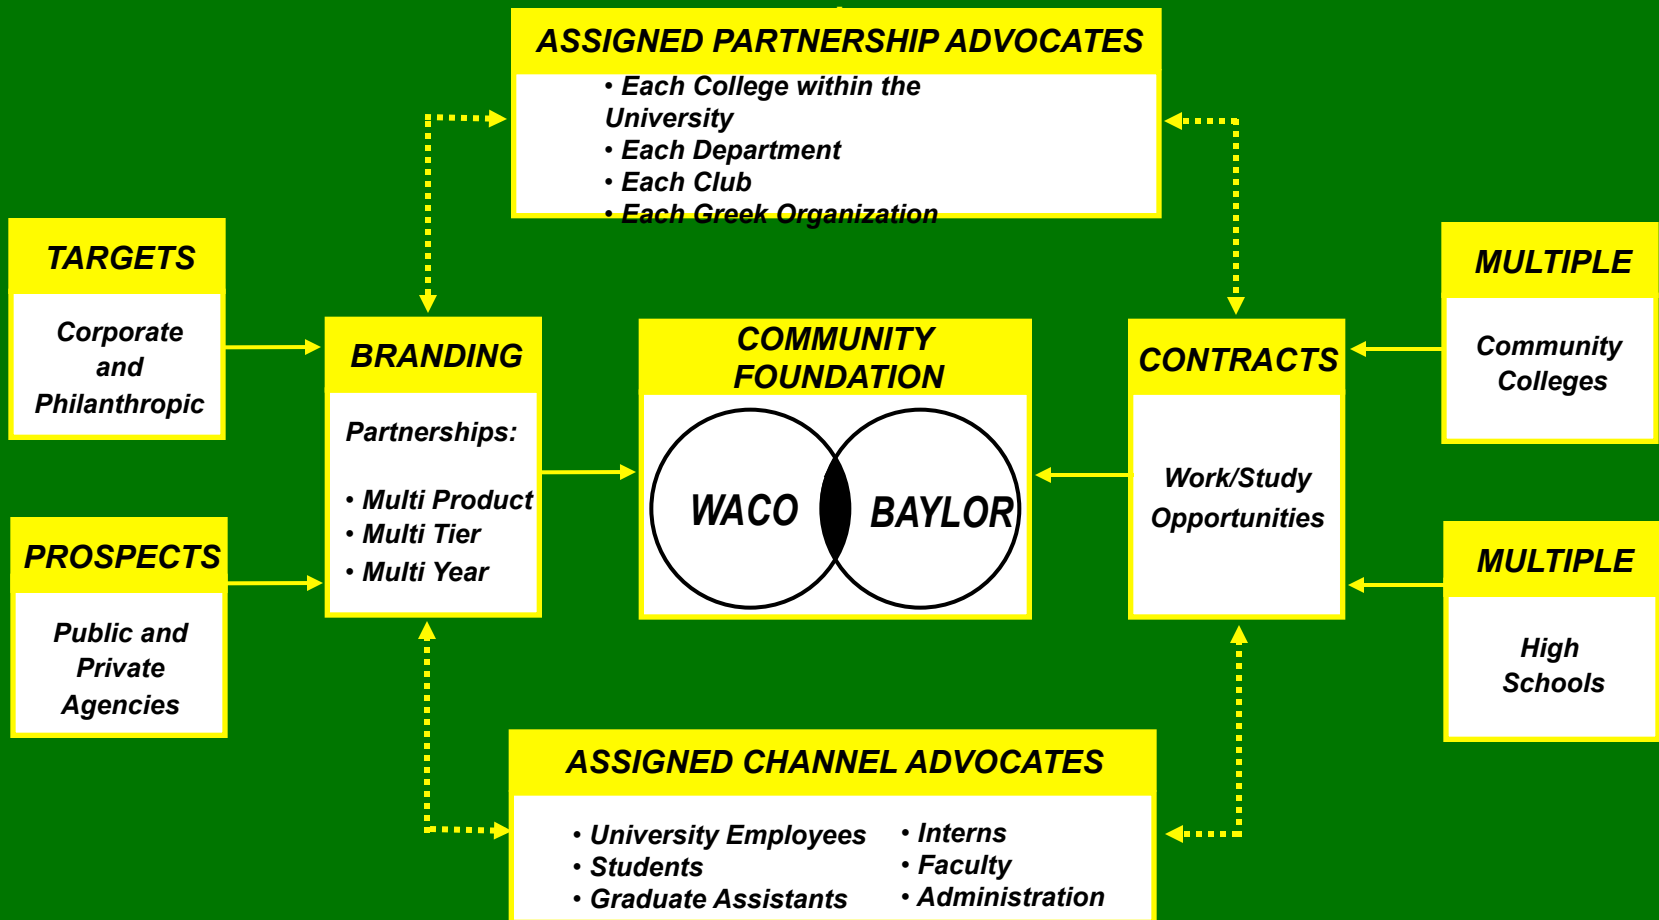 ASSIGNED PARTNERSHIP ADVOCATES
• Each College within the
University
• Each Department
• Each Club
• Each Greek Organization
TARGETS
Corporate
and
Philanthropic
PROSPECTS
Public and
Private
Agencies
BRANDING
Partnerships:
• Multi Product
• Multi Tier
• Multi Year
COMMUNITY
FOUNDATION
WACO
BAYLOR
CONTRACTS
Work/Study
Opportunities
MULTIPLE
Community
Colleges
MULTIPLE
High
Schools
ASSIGNED CHANNEL ADVOCATES
• University Employees
• Students
• Graduate Assistants
• Interns
• Faculty
• Administration